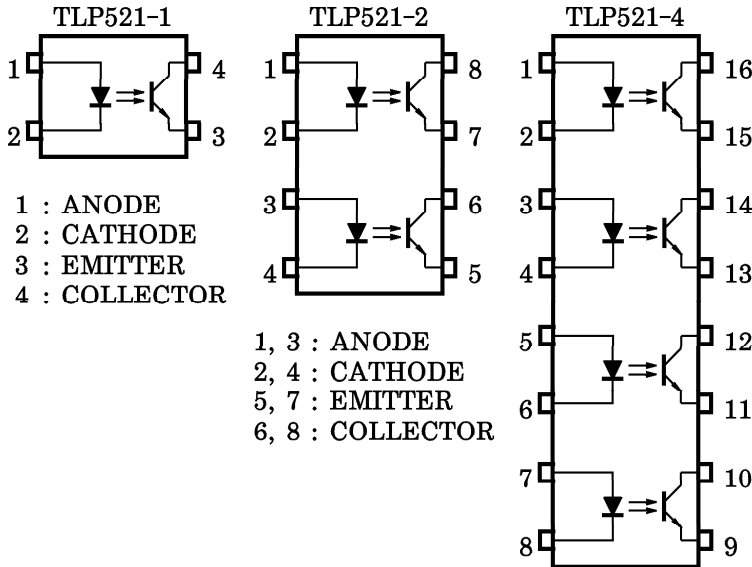 TLP521-1
1
4
2
3
1 : ANODE
2 : CATHODE
3 : EMITTER
4 : COLLECTOR
TLP521-2
1
8
2
7
3
6
4
5
1, 3 : ANODE
2, 4 : CATHODE
5, 7 : EMITTER
6, 8 : COLLECTOR
TLP521-4
1
16
2
15
3
14
4
13
5
12
6
11
7
10
8
9